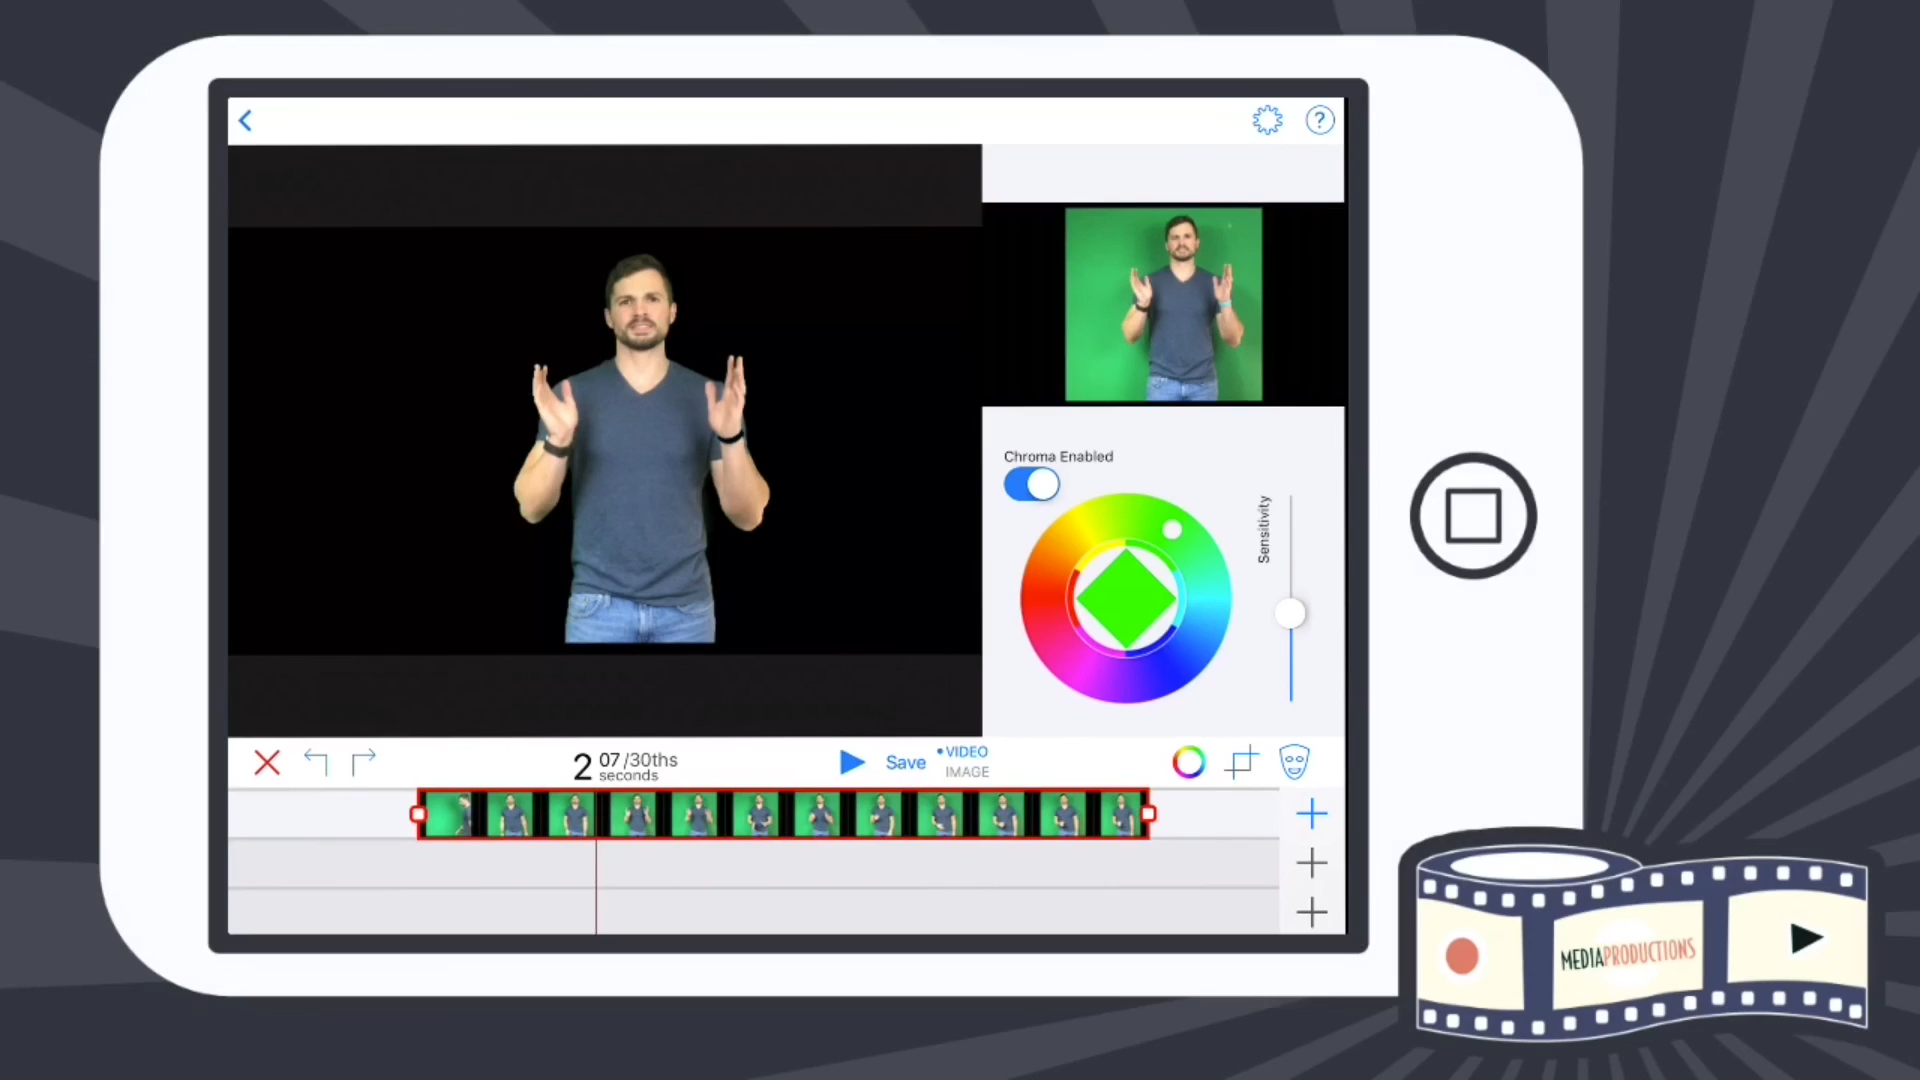 ?
Chroma Enabled
Sensitivity
2 07/30ths
seconds
Save
•VIDEO
IMAGE
MEDIAPRODUCTIONS